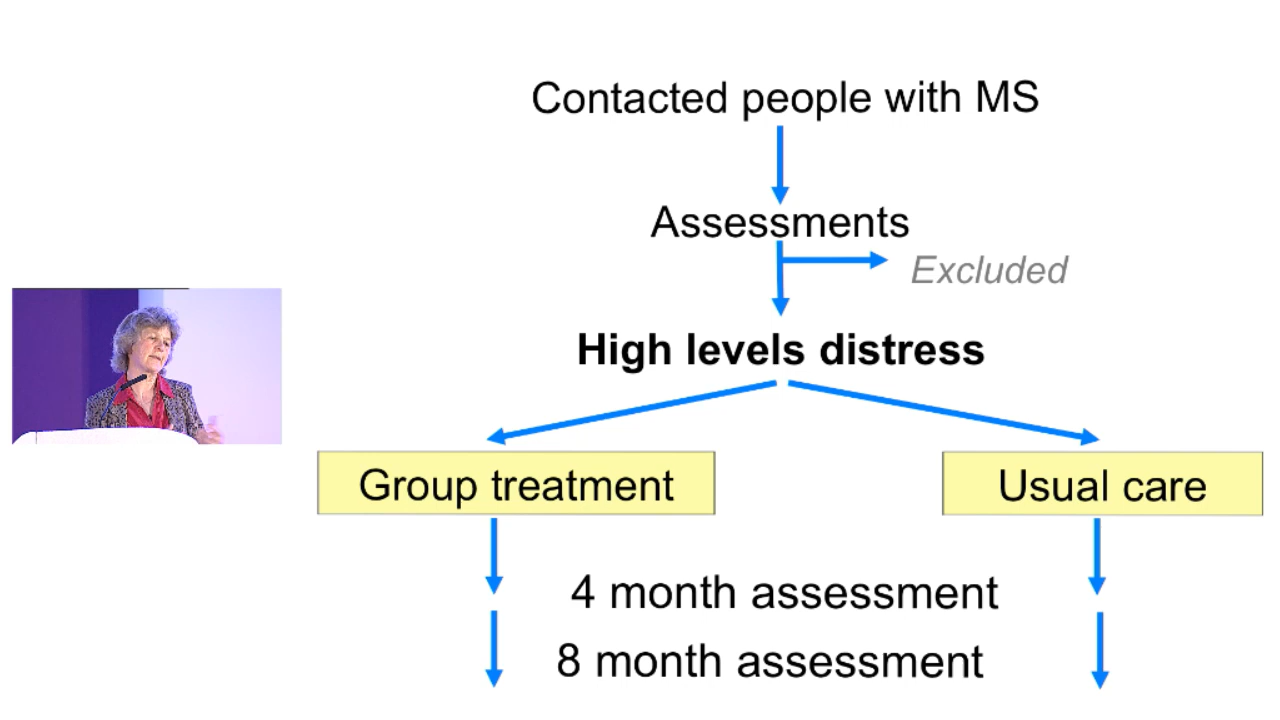 Contacted people with MS
Assessments
Excluded
High levels distress
Group treatment
Usual care
4 month assessment
8 month assessment